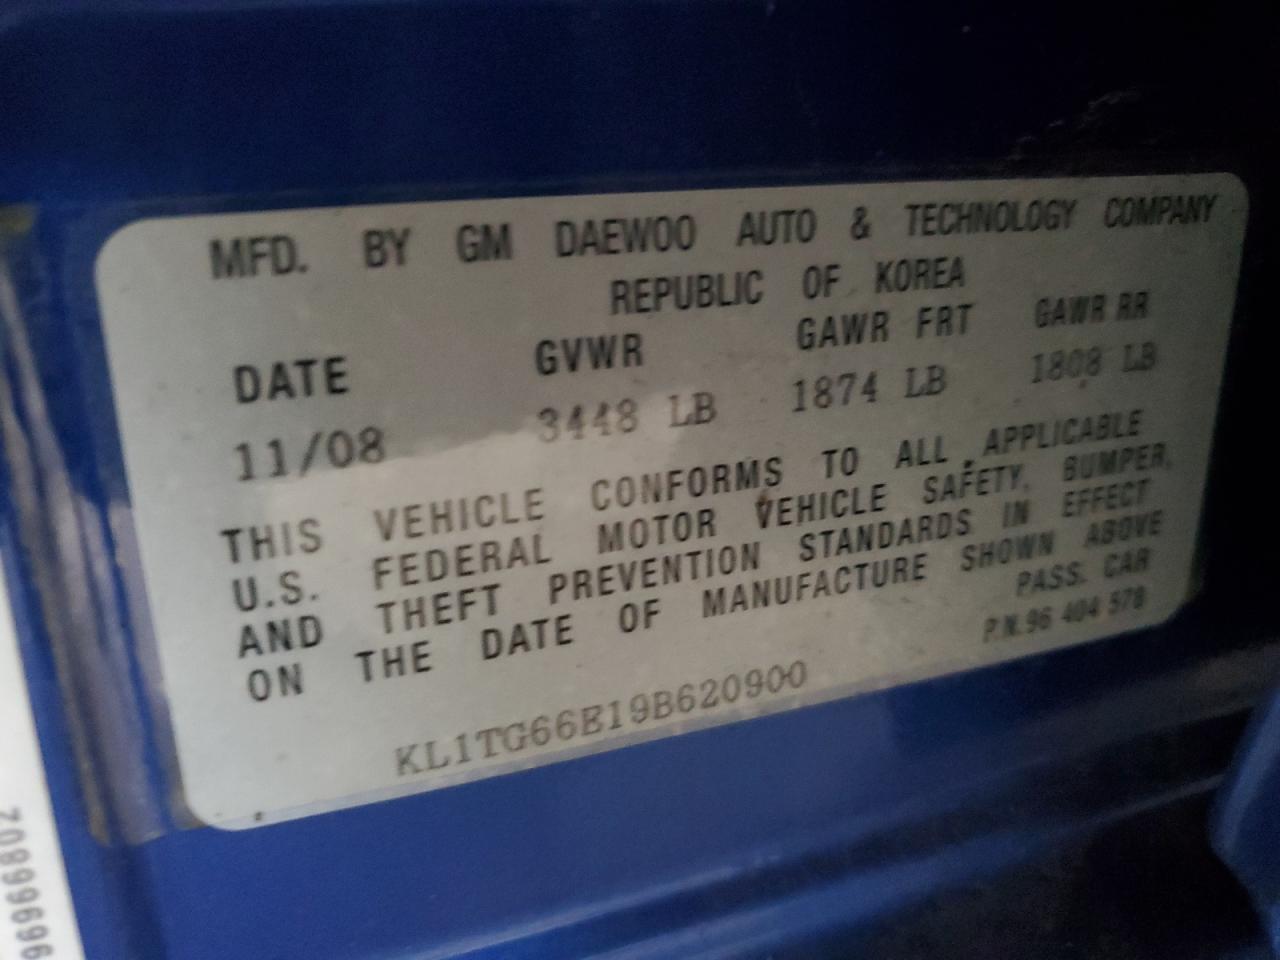 MFD. BY GM DAEWOO AUTO & TECHNOLOGY COMPANY
REPUBLIC OF KOREA
DATE GVWR GAWR FRT GAWR RR
11/08 3448 LB 1874 LB 1808 LB
THIS VEHICLE CONFORMS TO ALL APPLICABLE
U.S. FEDERAL MOTOR VEHICLE SAFETY, BUMPER,
AND THEFT PREVENTION STANDARDS IN EFFECT
ON THE DATE OF MANUFACTURE SHOWN ABOVE
PASS. CAR
P.N.96 404 578
KL1TG66E19B620900